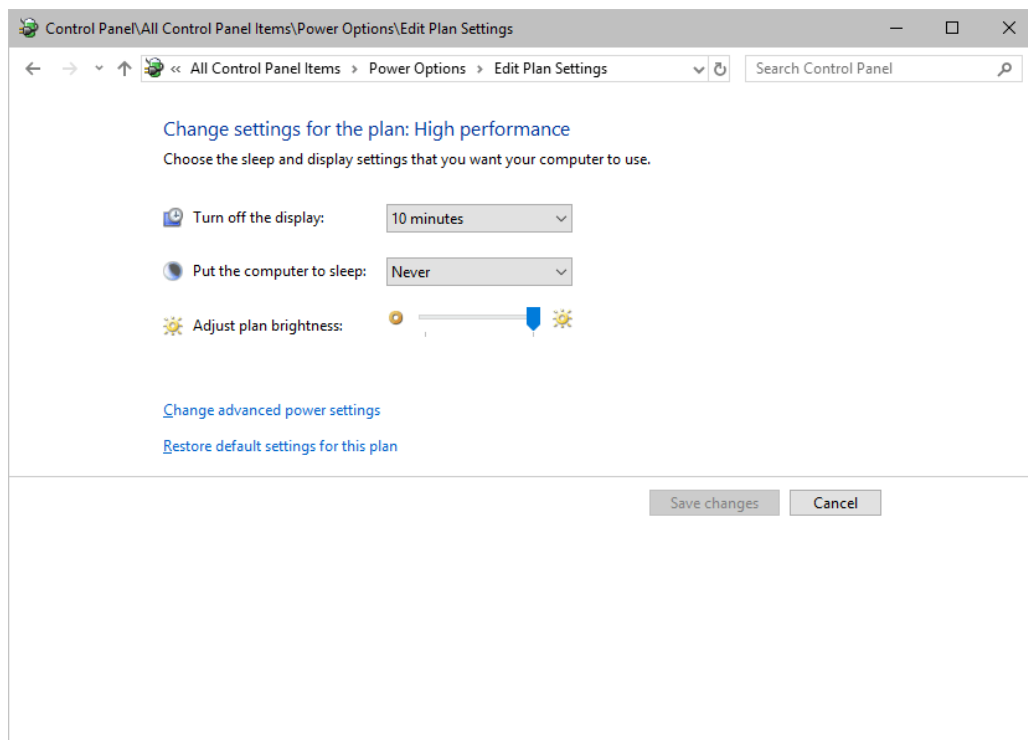 Control Panel\All Control Panel Items\Power Options\Edit Plan Settings
« All Control Panel Items › Power Options › Edit Plan Settings Search Control Panel
Change settings for the plan: High performance
Choose the sleep and display settings that you want your computer to use.
Turn off the display: 10 minutes
Put the computer to sleep: Never
Adjust plan brightness:
Change advanced power settings
Restore default settings for this plan
Save changes Cancel